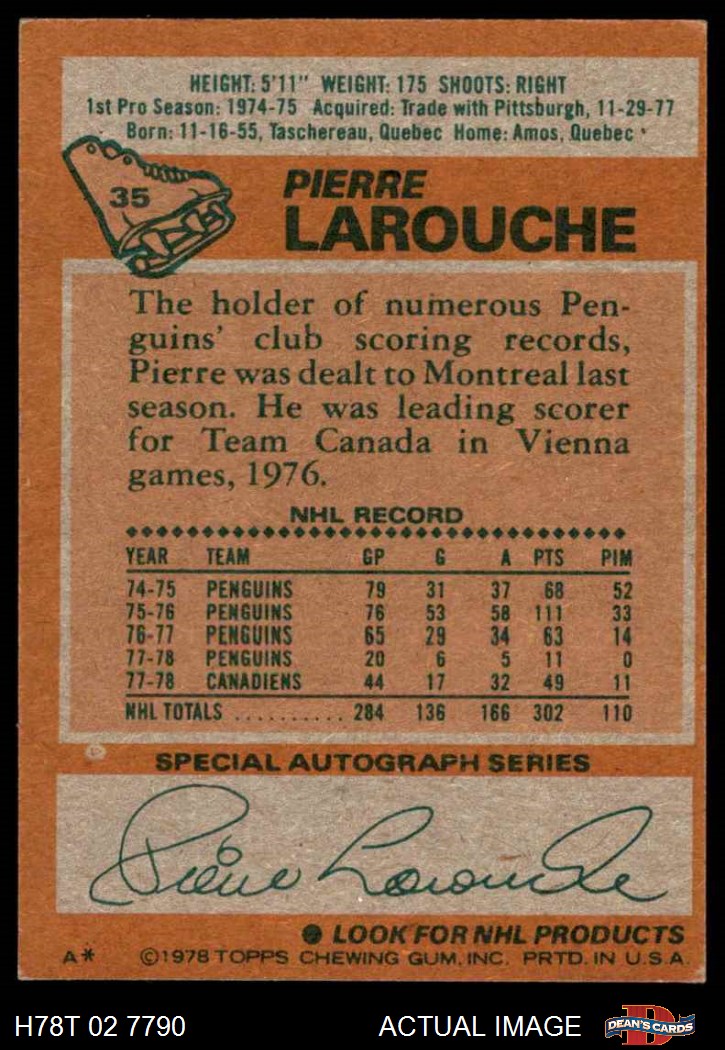 HEIGHT: 5'11" WEIGHT: 175 SHOOTS: RIGHT
1st Pro Season: 1974-75 Acquired: Trade with Pittsburgh, 11-29-77
Born: 11-16-55, Taschereau, Quebec Home: Amos, Quebec
35
PIERRE
LAROUCHE
The holder of numerous Pen-
guins' club scoring records,
Pierre was dealt to Montreal last
season. He was leading scorer
for Team Canada in Vienna
games, 1976.
NHL RECORD
YEAR TEAM GP G A PTS PIM
74-75 PENGUINS 79 31 37 68 52
75-76 PENGUINS 76 53 58 111 33
76-77 PENGUINS 65 29 34 63 14
77-78 PENGUINS 20 6 5 11 0
77-78 CANADIENS 44 17 32 49 11
NHL TOTALS .......... 284 136 166 302 110
SPECIAL AUTOGRAPH SERIES
Pierre Larouche
● LOOK FOR NHL PRODUCTS
A* ©1978 TOPPS CHEWING GUM, INC. PRTD. IN U.S.A.
H78T 02 7790 ACTUAL IMAGE D DEAN'S CARDS